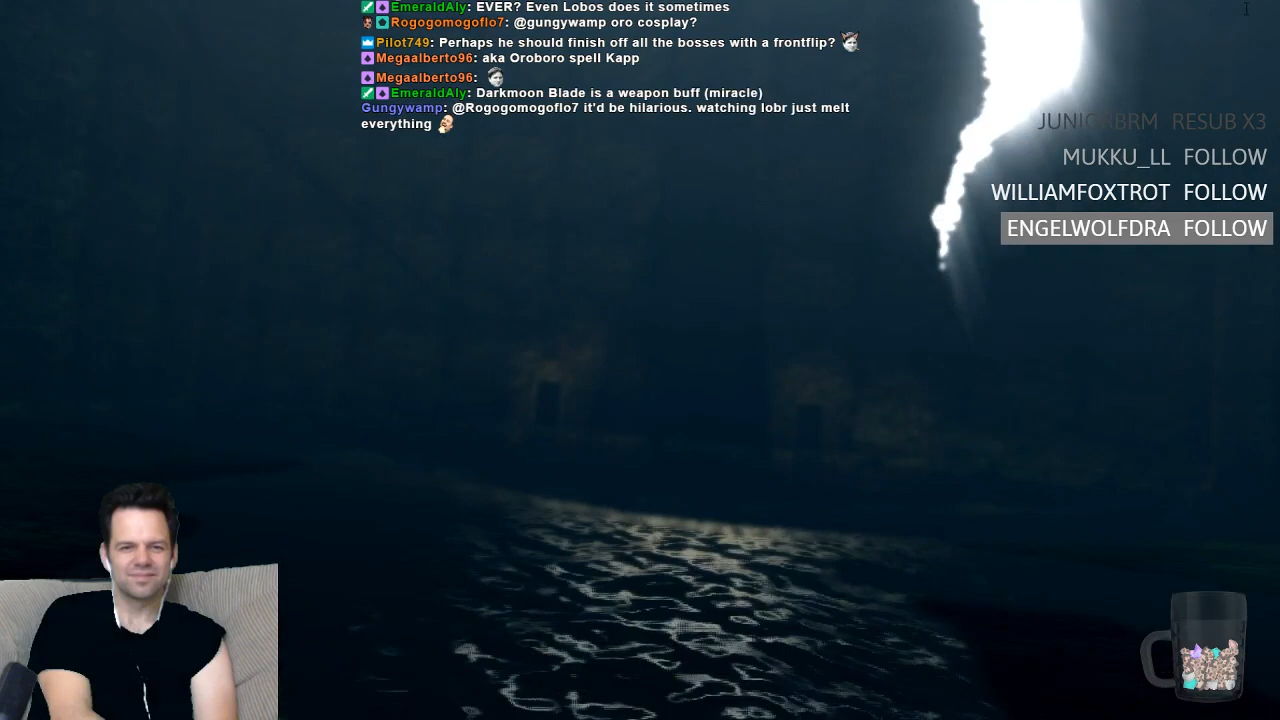 EmeraldAly: EVER? Even Lobos does it sometimes
Rogogomogoflo7: @gungywamp oro cosplay?
Pilot749: Perhaps he should finish off all the bosses with a frontflip?
Megaalberto96: aka Oroboro spell Kapp
Megaalberto96:
EmeraldAly: Darkmoon Blade is a weapon buff (miracle)
Gungywamp: @Rogogomogoflo7 it'd be hilarious. watching lobr just melt
everything
JUNIORBRM RESUB X3
MUKKU_LL FOLLOW
WILLIAMFOXTROT FOLLOW
ENGELWOLFDRA FOLLOW